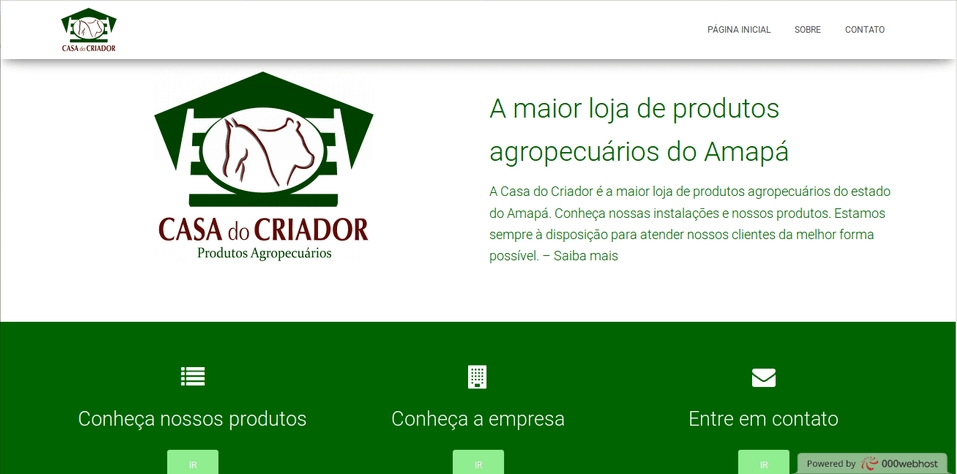 CASA do CRIADOR
PÁGINA INICIAL
SOBRE
CONTATO
CASA do CRIADOR
Produtos Agropecuários
A maior loja de produtos
agropecuários do Amapá
A Casa do Criador é a maior loja de produtos agropecuários do estado
do Amapá. Conheça nossas instalações e nossos produtos. Estamos
sempre à disposição para atender nossos clientes da melhor forma
possível. – Saiba mais
Conheça nossos produtos
IR
Conheça a empresa
IR
Entre em contato
IR
Powered by 000webhost